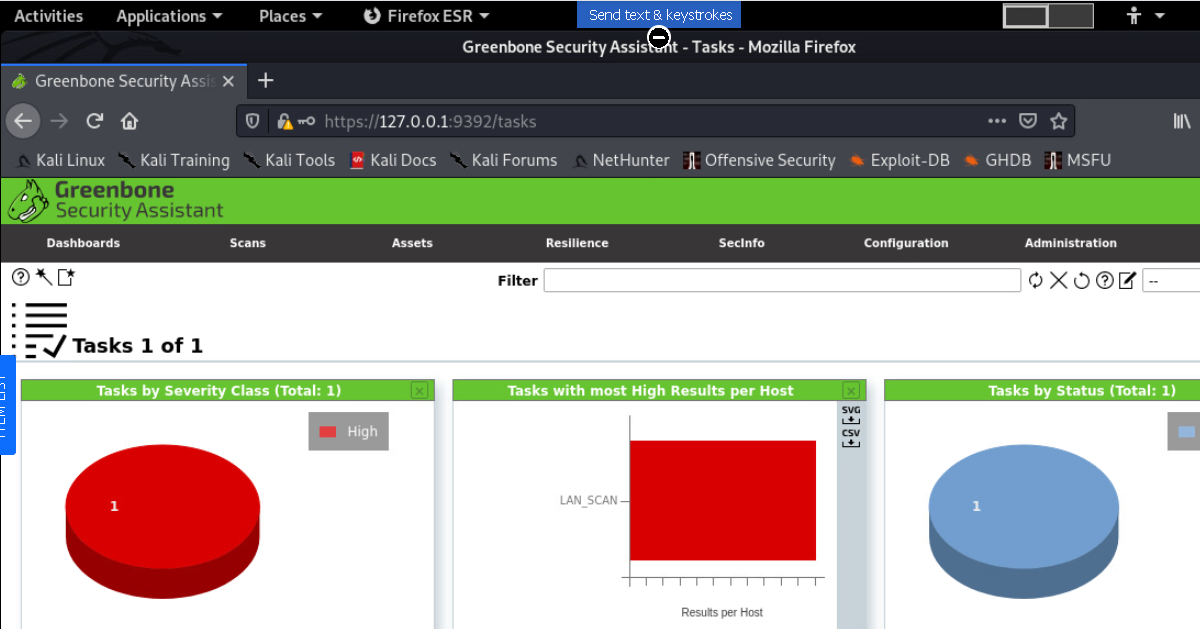 Activities Applications Places Firefox ESR Send text & keystrokes
Greenbone Security Assistant - Tasks - Mozilla Firefox
Greenbone Security Assis
https://127.0.0.1:9392/tasks
Kali Linux Kali Training Kali Tools Kali Docs Kali Forums NetHunter Offensive Security Exploit-DB GHDB MSFU
Greenbone
Security Assistant
Dashboards Scans Assets Resilience SecInfo Configuration Administration
Filter --
Tasks 1 of 1
ITEM LIST
Tasks by Severity Class (Total: 1) Tasks with most High Results per Host Tasks by Status (Total: 1)
SVG
CSV
High
1
LAN_SCAN
Results per Host
1